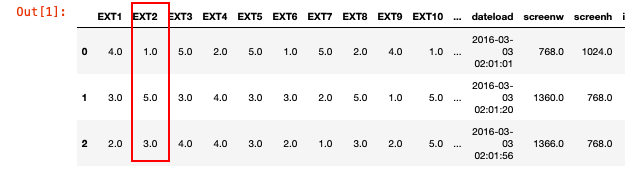 Out[1]:
EXT1 EXT2 EXT3 EXT4 EXT5 EXT6 EXT7 EXT8 EXT9 EXT10 ... dateload screenw screenh i
0 4.0 1.0 5.0 2.0 5.0 1.0 5.0 2.0 4.0 1.0 ... 2016-03-
03
02:01:01 768.0 1024.0
1 3.0 5.0 3.0 4.0 3.0 3.0 2.0 5.0 1.0 5.0 ... 2016-03-
03
02:01:20 1360.0 768.0
2 2.0 3.0 4.0 4.0 3.0 2.0 1.0 3.0 2.0 5.0 ... 2016-03-
03
02:01:56 1366.0 768.0